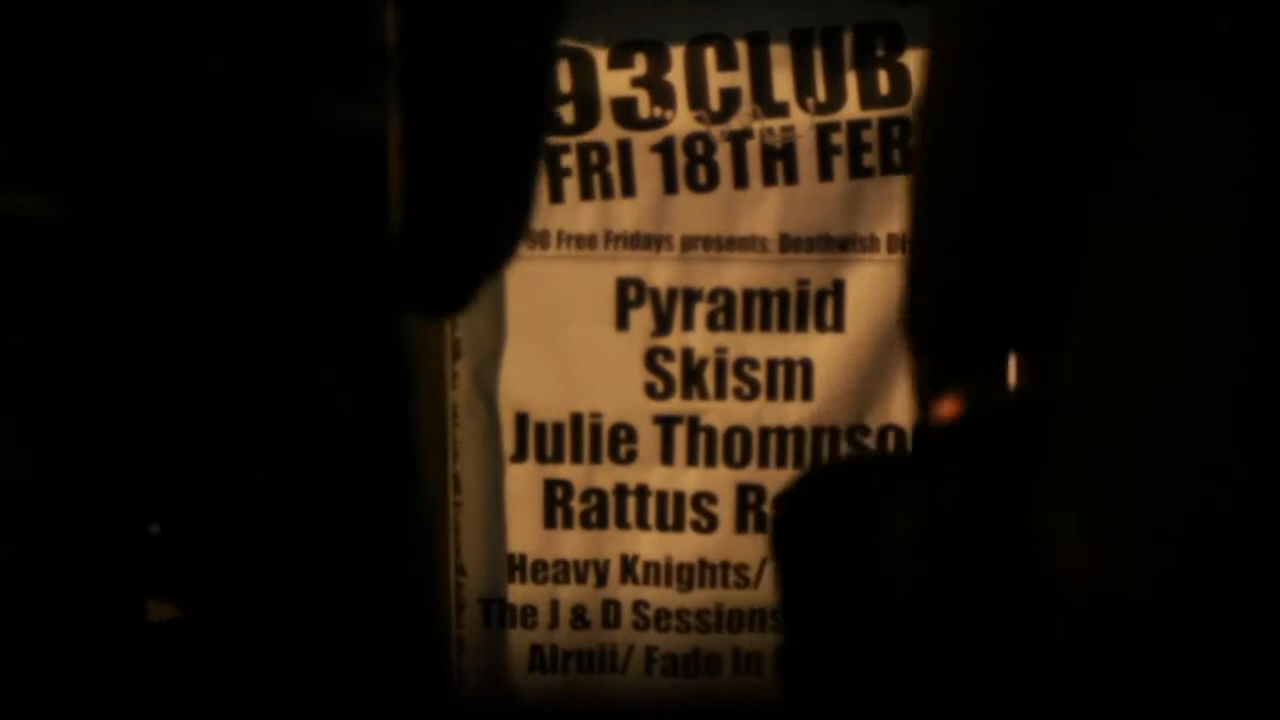 93CLUB
FRI 18TH FEB
Free Fridays presents: Deathwish
Pyramid
Skism
Julie Thompso
Rattus
Heavy Knights/
The J & D Sessions
Fade In